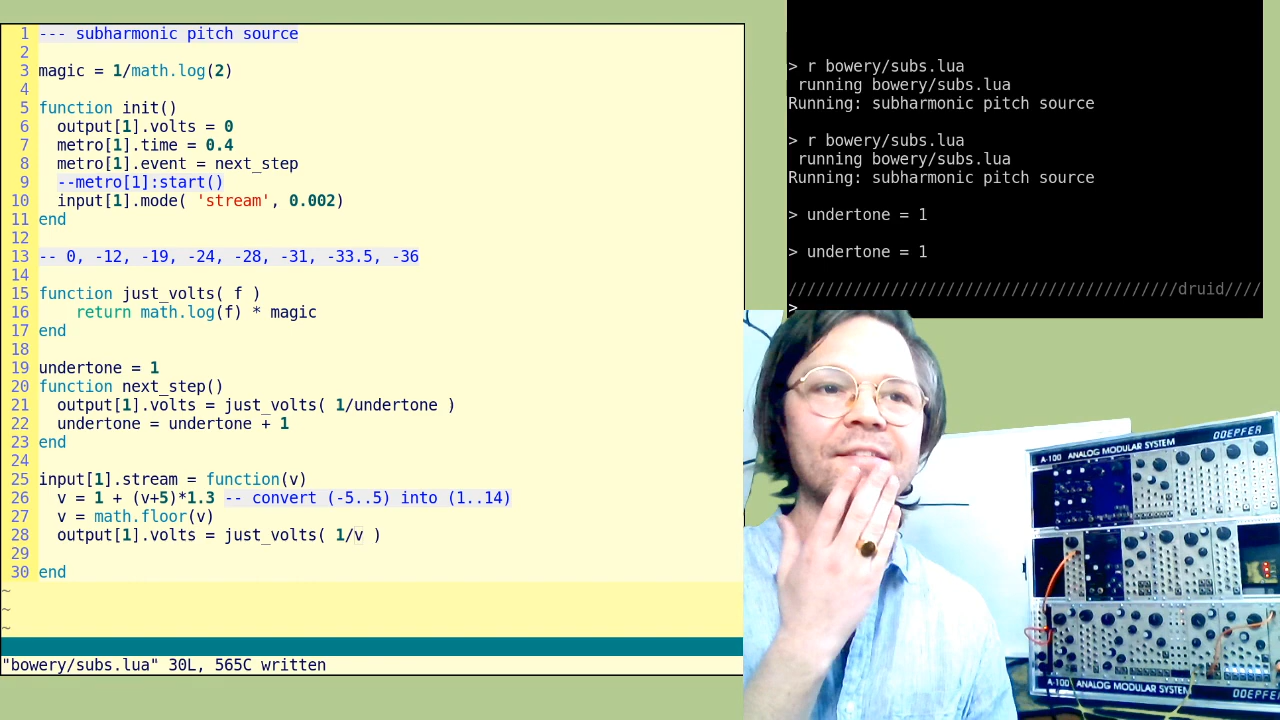 1 --- subharmonic pitch source
2
3 magic = 1/math.log(2)
4
5 function init()
6   output[1].volts = 0
7   metro[1].time = 0.4
8   metro[1].event = next_step
9   --metro[1]:start()
10   input[1].mode( 'stream', 0.002)
11 end
12
13 -- 0, -12, -19, -24, -28, -31, -33.5, -36
14
15 function just_volts( f )
16     return math.log(f) * magic
17 end
18
19 undertone = 1
20 function next_step()
21   output[1].volts = just_volts( 1/undertone )
22   undertone = undertone + 1
23 end
24
25 input[1].stream = function(v)
26   v = 1 + (v+5)*1.3 -- convert (-5..5) into (1..14)
27   v = math.floor(v)
28   output[1].volts = just_volts( 1/v )
29
30 end
~
~
~
"bowery/subs.lua" 30L, 565C written
> r bowery/subs.lua
running bowery/subs.lua
Running: subharmonic pitch source
> r bowery/subs.lua
running bowery/subs.lua
Running: subharmonic pitch source
> undertone = 1
> undertone = 1
//////////////////////////////////////////druid////
>
A-100 ANALOG MODULAR SYSTEM DOEPFER
A-100 ANALOG MODULAR SYSTEM DOEPFER